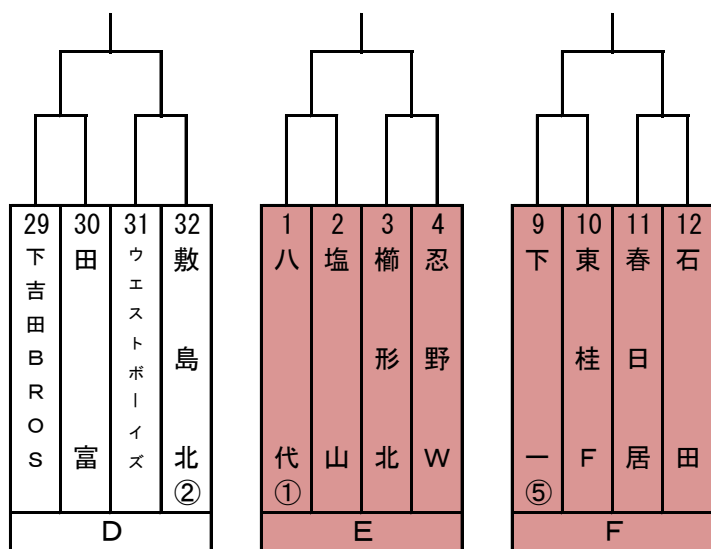 29 下吉田BROS
30 田富
31 ウエストボーイズ
32 敷島北②
D
1 八代①
2 塩山
3 櫛形北
4 忍野W
E
9 下一⑤
10 東桂F
11 春日居
12 石田
F